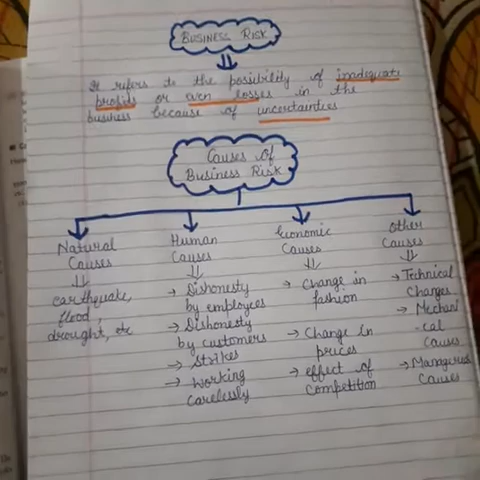 BUSINESS RISK
It refers to the posibility of inadequate
profits or even losses in the
business because of uncertainties
Causes of
Business Risk
Natural
Causes
earthquake,
flood,
drought, etc
Human
Causes
→ Dishonesty
by employees
→ Dishonesty
by customers
→ Strikes
→ Working
carelessly
Economic
Causes
→ Change in
fashion
→ Change in
prices
→ effect of
competition
Other
Causes
→ Technical
Changes
→ Mechani
-cal
causes
Causes